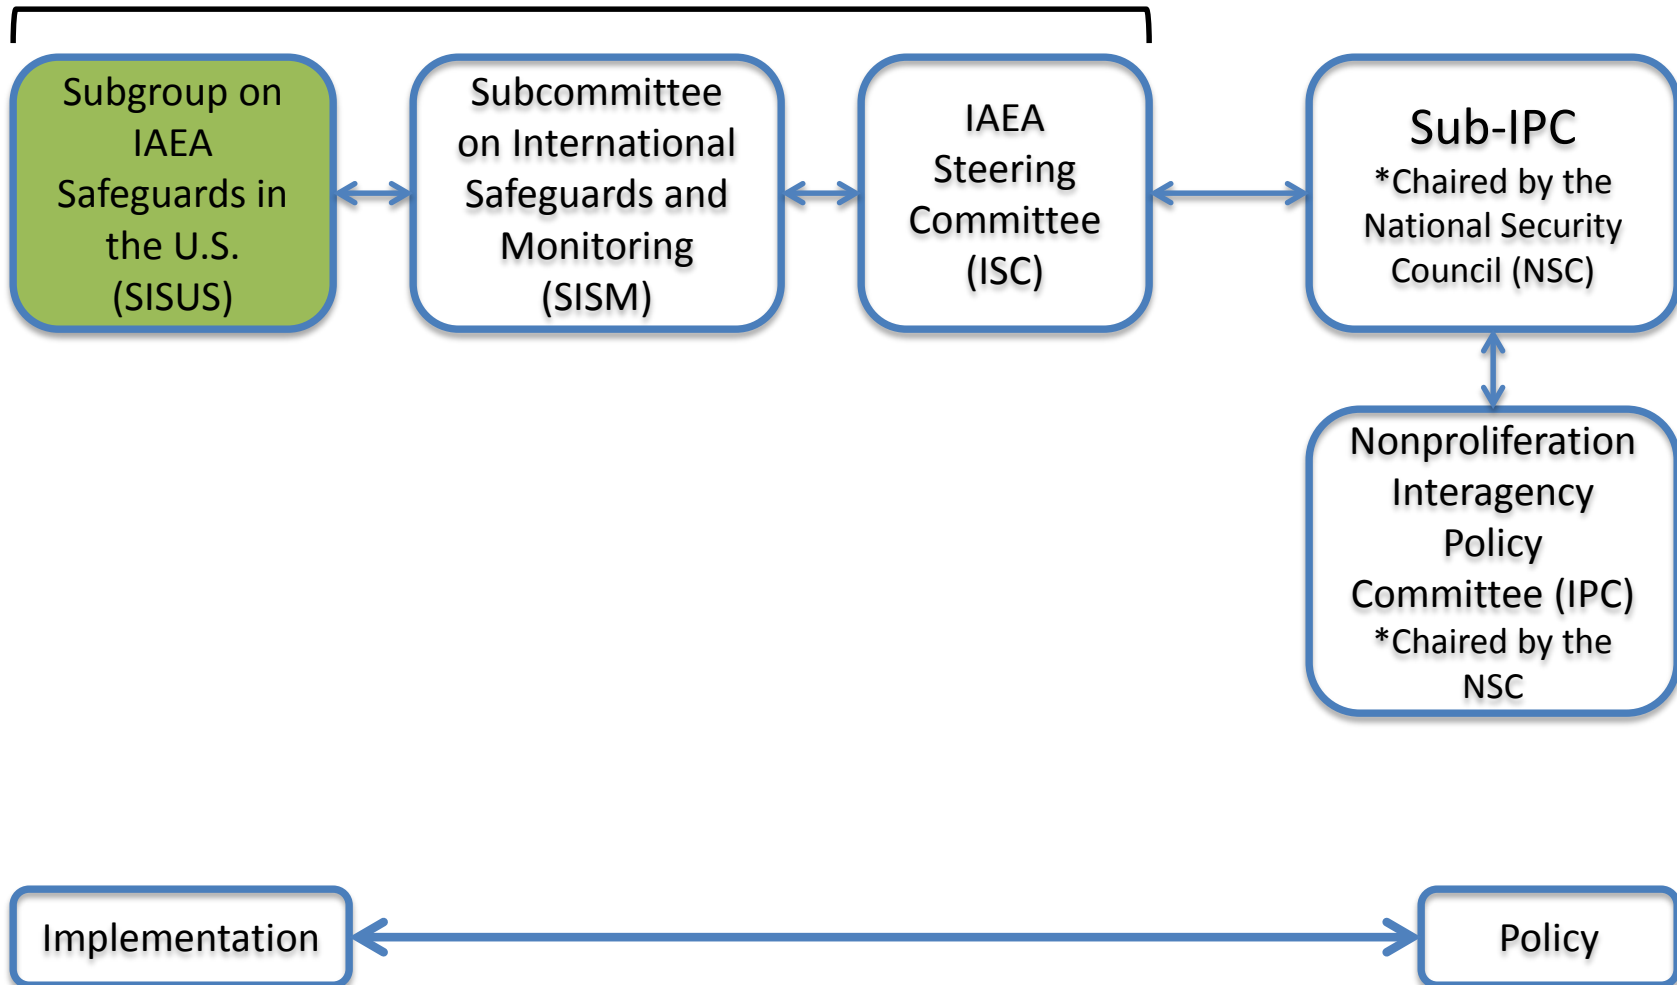 Subgroup on
IAEA
Safeguards in
the U.S.
(SISUS)
Subcommittee
on International
Safeguards and
Monitoring
(SISM)
IAEA
Steering
Committee
(ISC)
Sub-IPC
*Chaired by the
National Security
Council (NSC)
Nonproliferation
Interagency
Policy
Committee (IPC)
*Chaired by the
NSC
Implementation
Policy